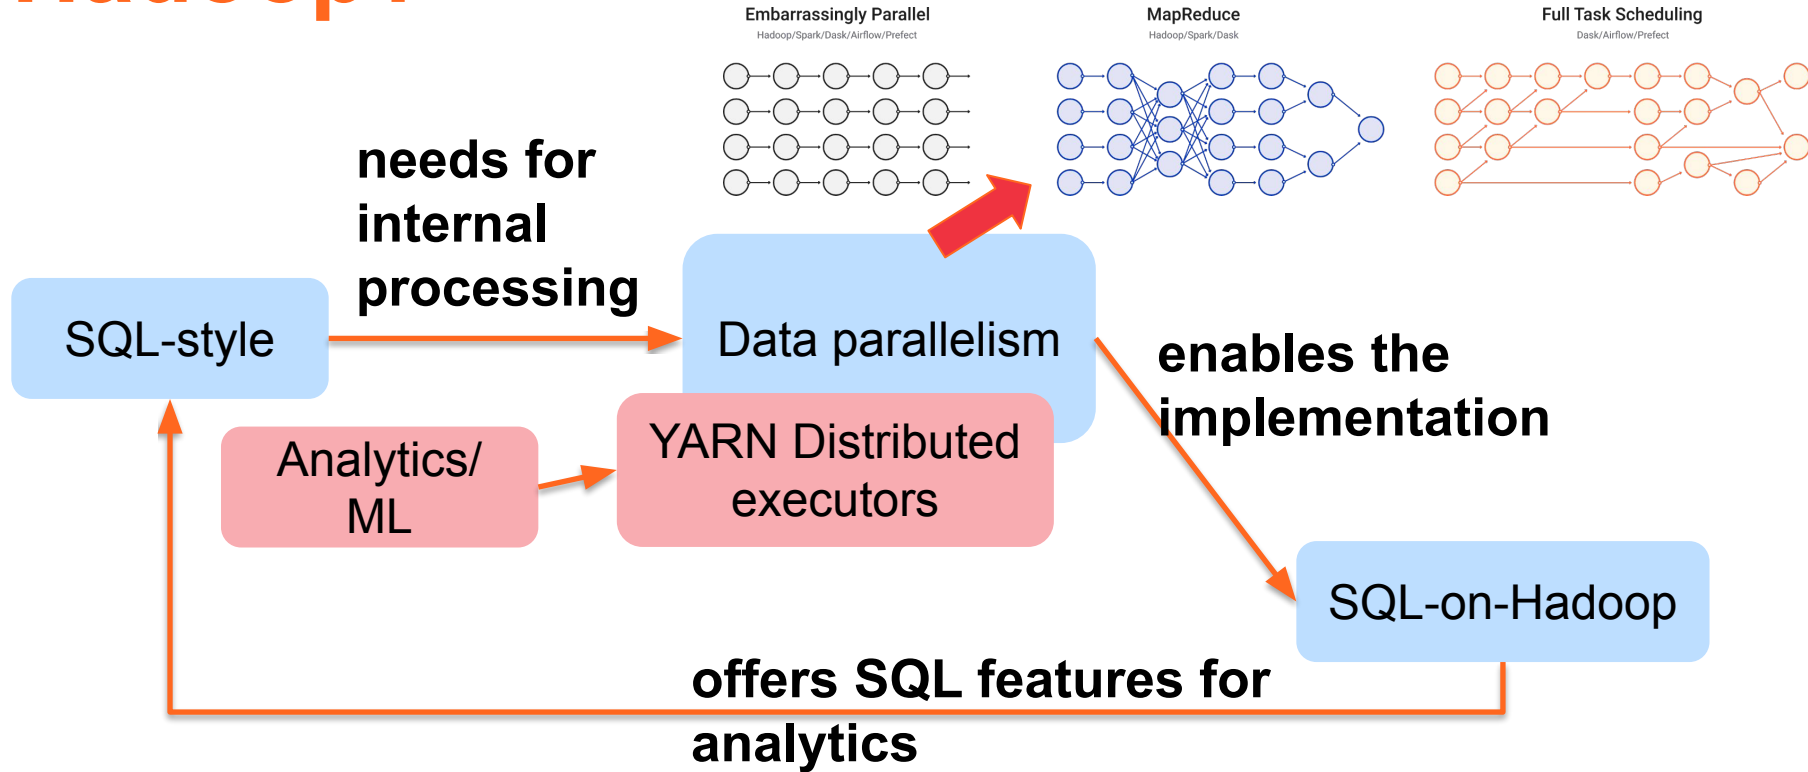 Embarrassingly Parallel
Hadoop/Spark/Dask/Airflow/Prefect
MapReduce
Hadoop/Spark/Dask
Full Task Scheduling
Dask/Airflow/Prefect
needs for
internal
processing
SQL-style
Data parallelism
enables the
implementation
Analytics/
ML
YARN Distributed
executors
SQL-on-Hadoop
offers SQL features for
analytics